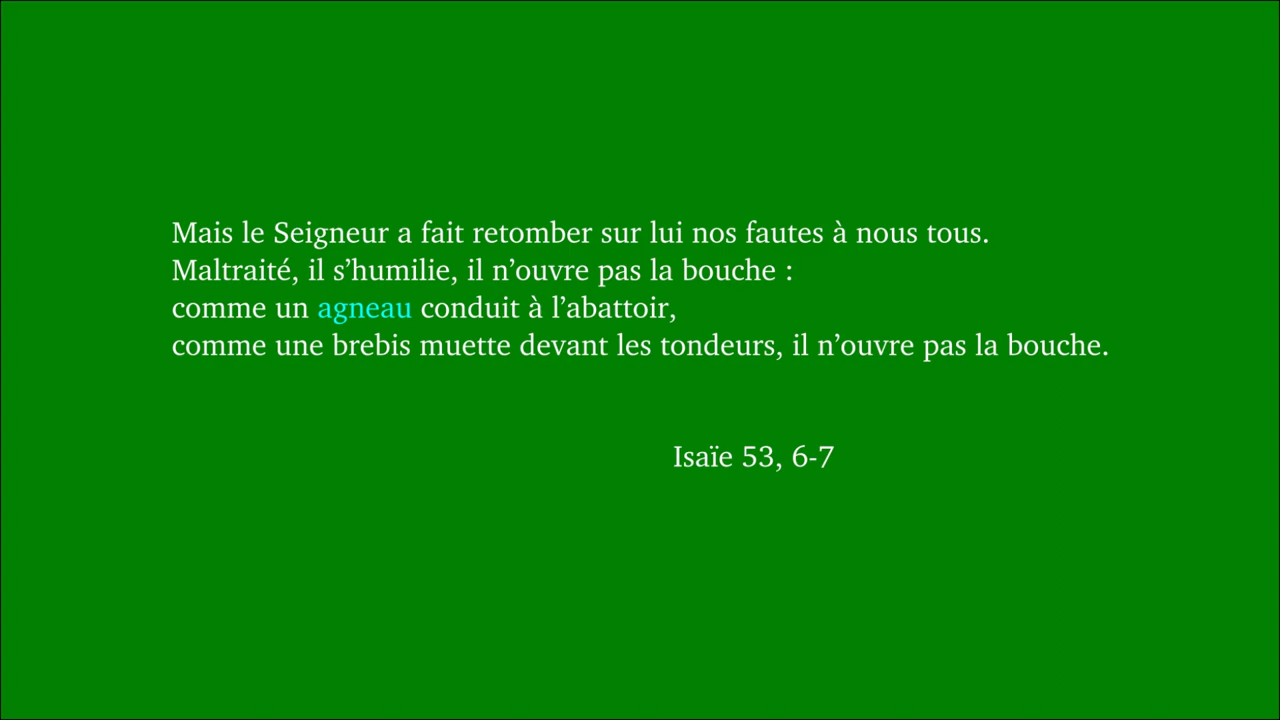 Mais le Seigneur a fait retomber sur lui nos fautes à nous tous.
Maltraité, il s’humilie, il n’ouvre pas la bouche :
comme un agneau conduit à l’abattoir,
comme une brebis muette devant les tondeurs, il n’ouvre pas la bouche.
Isaïe 53, 6-7